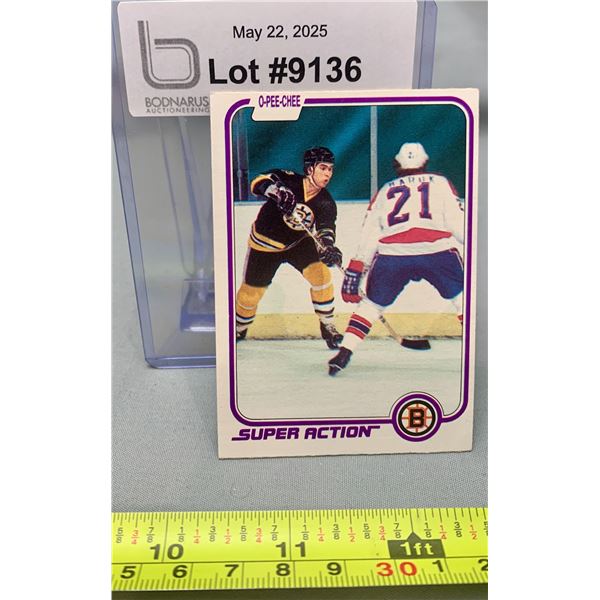 May 22, 2025
b
Lot #9136
BODNARUS
AUCTIONEERING
O-PEE-CHEE
MARUK
21
SUPER ACTION
B
10 11 1ft
5 6 7 8 9 30 1 2